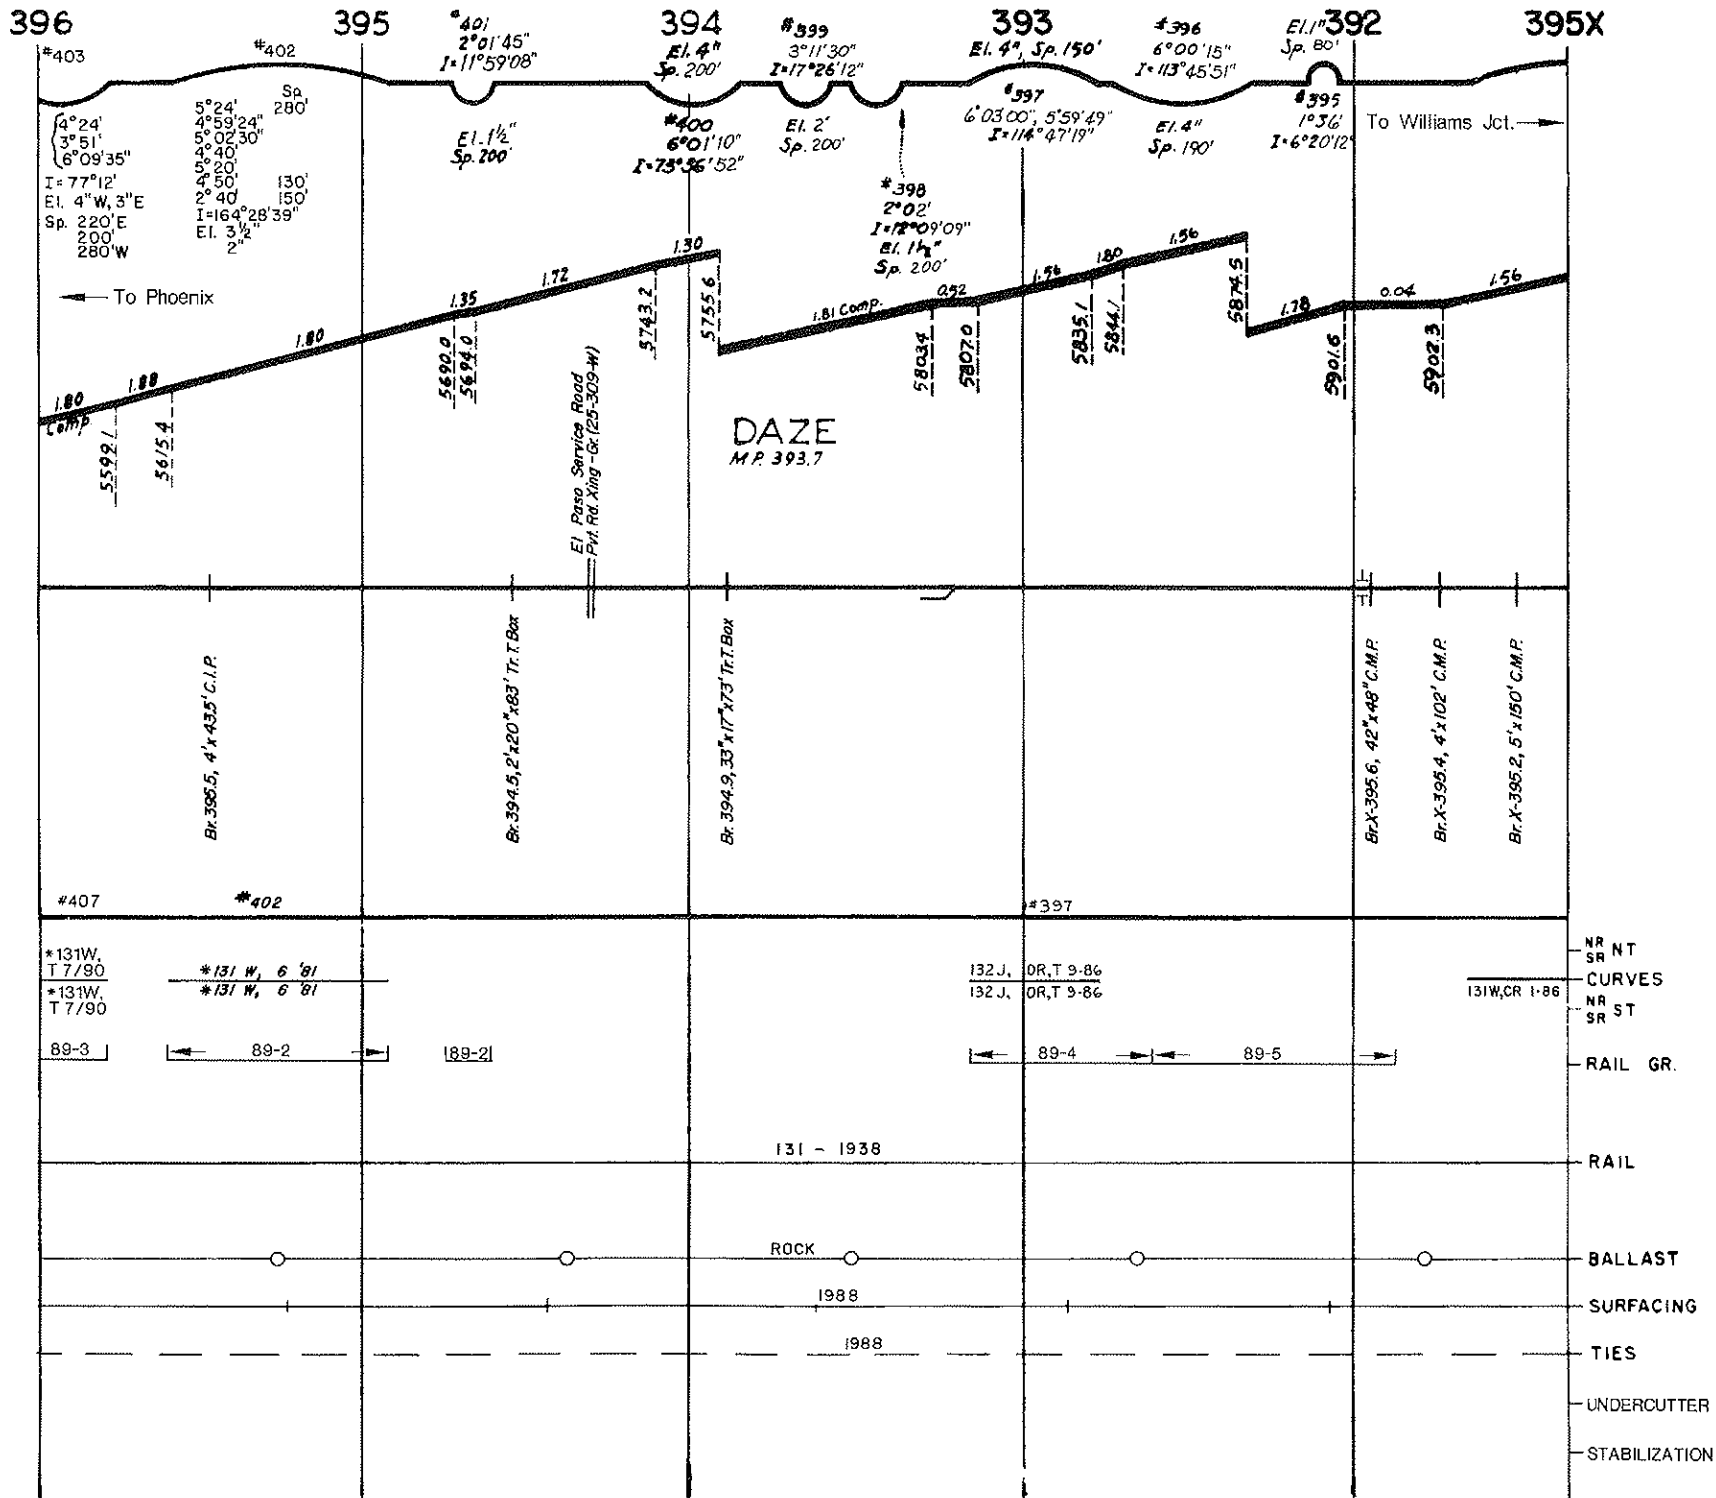 396 395 394 393 392 395X
#403
#402
#401
2°01'45"
I=11°59'08"
El. 4"
Sp. 200'
#399
3°11'30"
I=17°26'12"
El. 4", Sp. 150'
#396
6°00'15"
I=113°45'51"
El. 1"
Sp. 80'
4°24'
3°51'
6°09'35"
I=77°12'
El. 4"W, 3"E
Sp. 220'E
200'
280'W
Sp.
5°24' 280'
4°59'24"
5°02'30"
4°40'
5°20'
4°50' 130'
2°40' 150'
I=164°28'39"
El. 3½"
2"
El. 1½"
Sp. 200'
#400
6°01'10"
I=73°36'52"
El. 2'
Sp. 200'
#398
2°02'
I=12°09'09"
El. 1½"
Sp. 200'
#397
6°03'00", 5°59'49"
I=114°47'19"
El. 4"
Sp. 190'
#395
1°36'
I=6°20'12"
To Williams Jct.
To Phoenix
1.80 Comp.
1.88
1.80
1.35
1.72
1.30
1.81 Comp.
0.52
1.56
1.80
1.56
1.78
0.04
1.56
5599.1
5615.4
5690.0
5694.0
5743.2
5755.6
5803.4
5807.0
5835.1
5844.1
5874.5
5901.6
5902.3
El Paso Service Road
Pvt. Rd. Xing-Gr. (25-309-W)
DAZE
M.P. 393.7
Br. 395.5, 4'x435' C.I.P.
Br. 394.5, 2'x20"x83' Tr. T. Box
Br. 394.9, 33"x17"x73' Tr. T. Box
Br. X-395.6, 42"x48" C.M.P.
Br. X-395.4, 4'x102' C.M.P.
Br. X-395.2, 5'x150' C.M.P.
#407
#402
#397
*131W,
T 7/90
*131W,
T 7/90
*131 W, 6 '81
*131 W, 6 '81
132 J, OR,T 9-86
132 J, OR,T 9-86
131W,CR 1-86
NR
SR NT
CURVES
NR
SR ST
89-3
89-2
89-2
89-4
89-5
RAIL GR.
131 - 1938
RAIL
ROCK
BALLAST
1988
SURFACING
1988
TIES
UNDERCUTTER
STABILIZATION